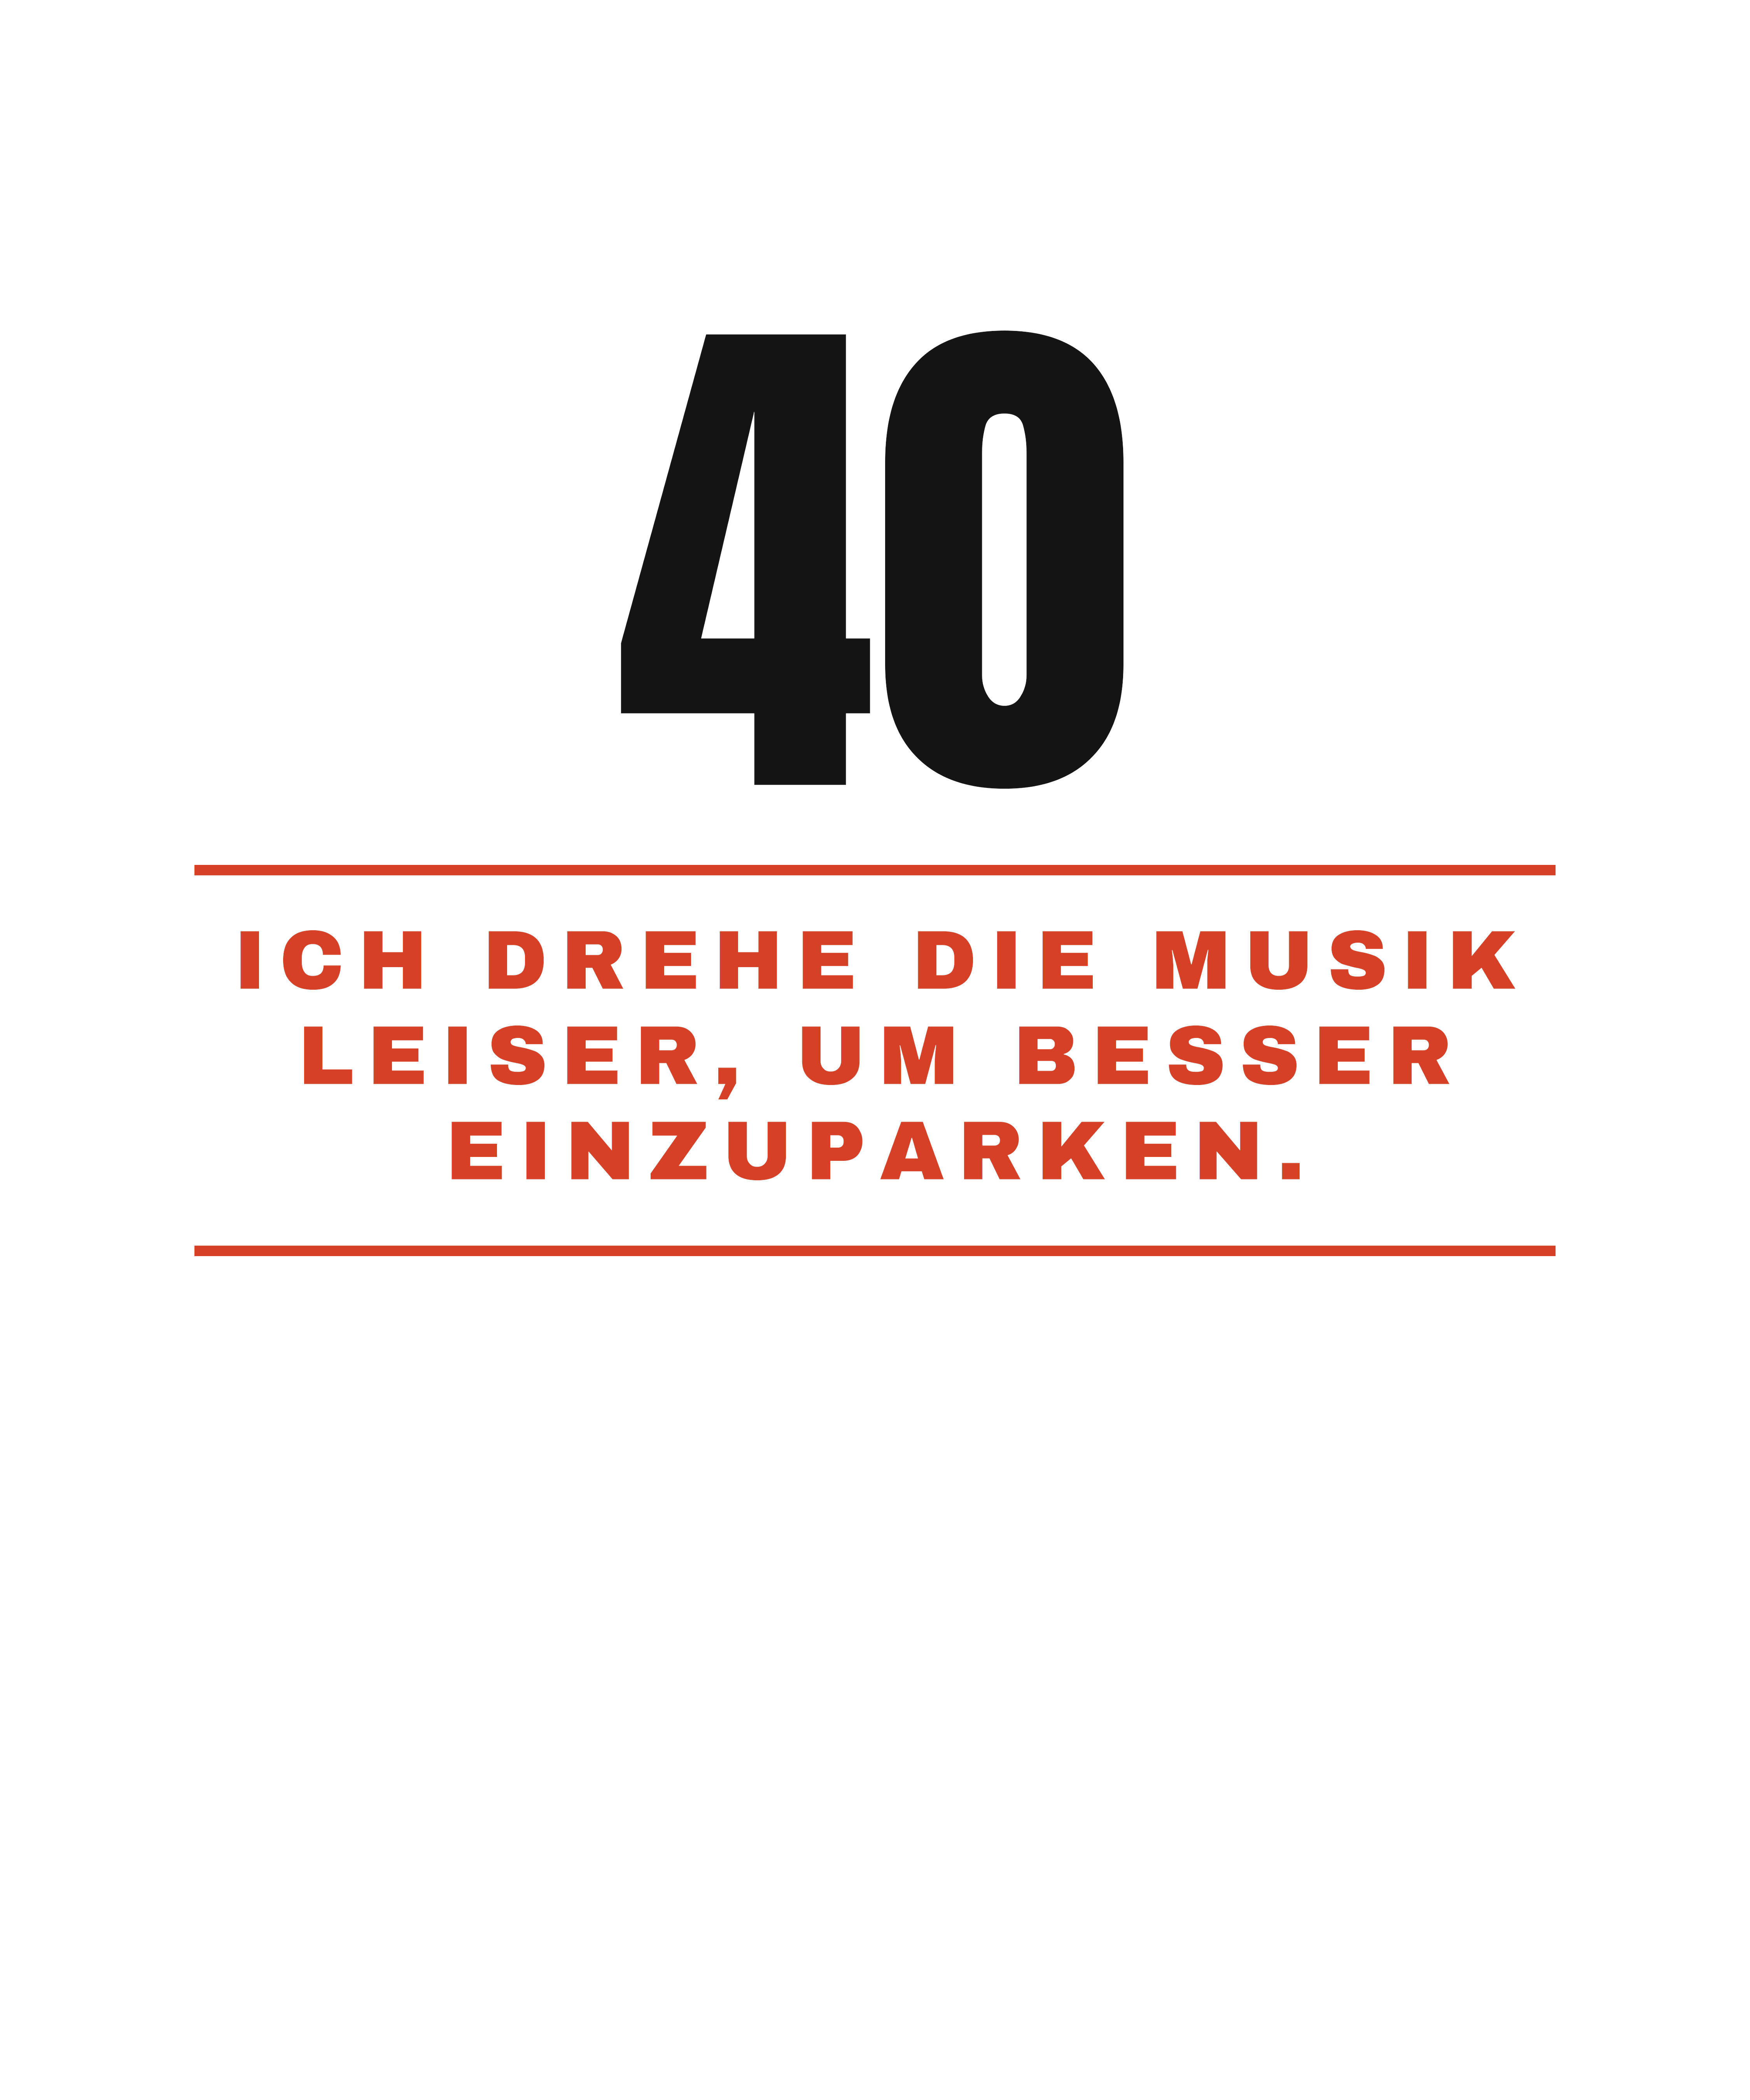 40
ICH DREHE DIE MUSIK
LEISER, UM BESSER
EINZUPARKEN.